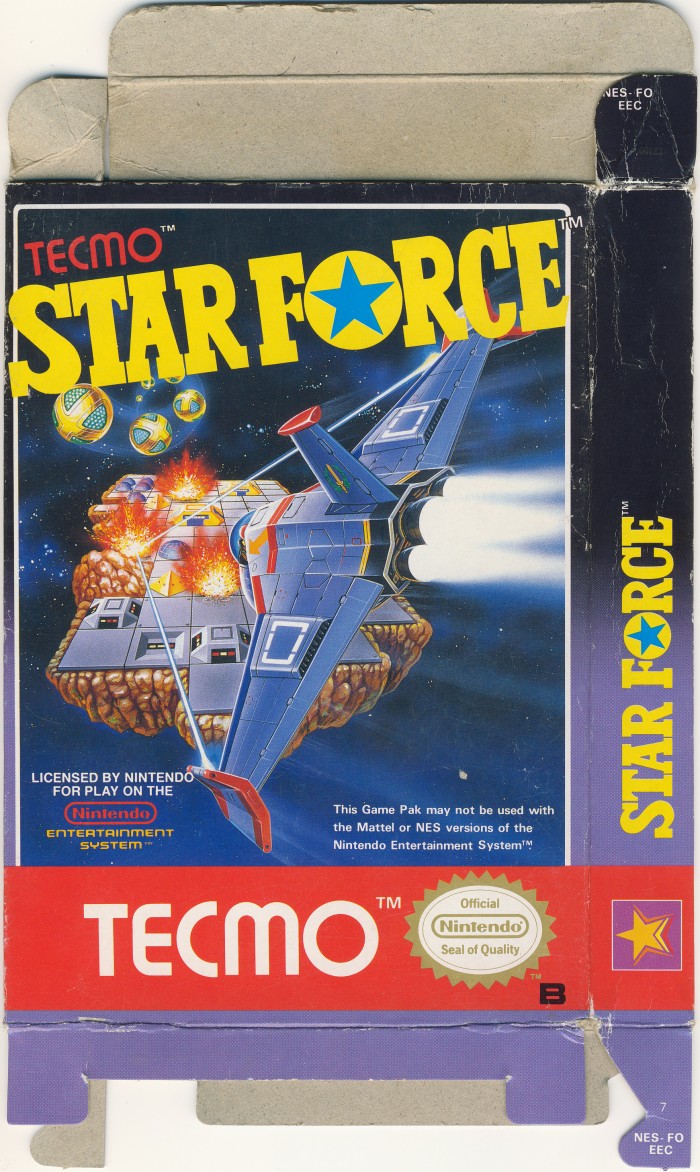 NES-FO
EEC
TECMO™
STAR FORCE™
LICENSED BY NINTENDO
FOR PLAY ON THE
Nintendo
ENTERTAINMENT
SYSTEM™
This Game Pak may not be used with
the Mattel or NES versions of the
Nintendo Entertainment System™
TECMO™
Official
Nintendo
Seal of Quality
™
B
STAR FORCE™
7
NES-FO
EEC